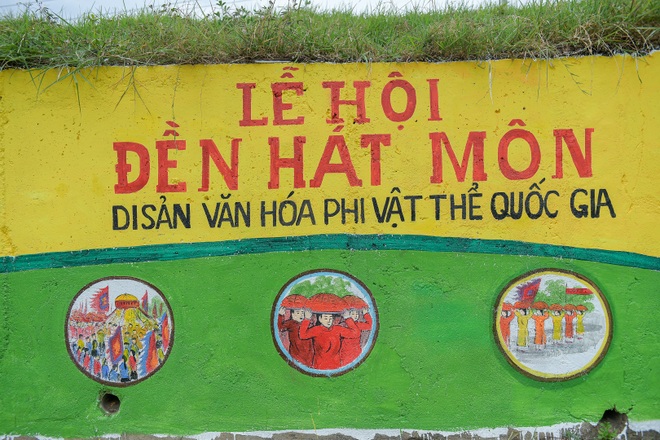 LỄ HỘI
ĐỀN HÁT MÔN
DI SẢN VĂN HÓA PHI VẬT THỂ QUỐC GIA